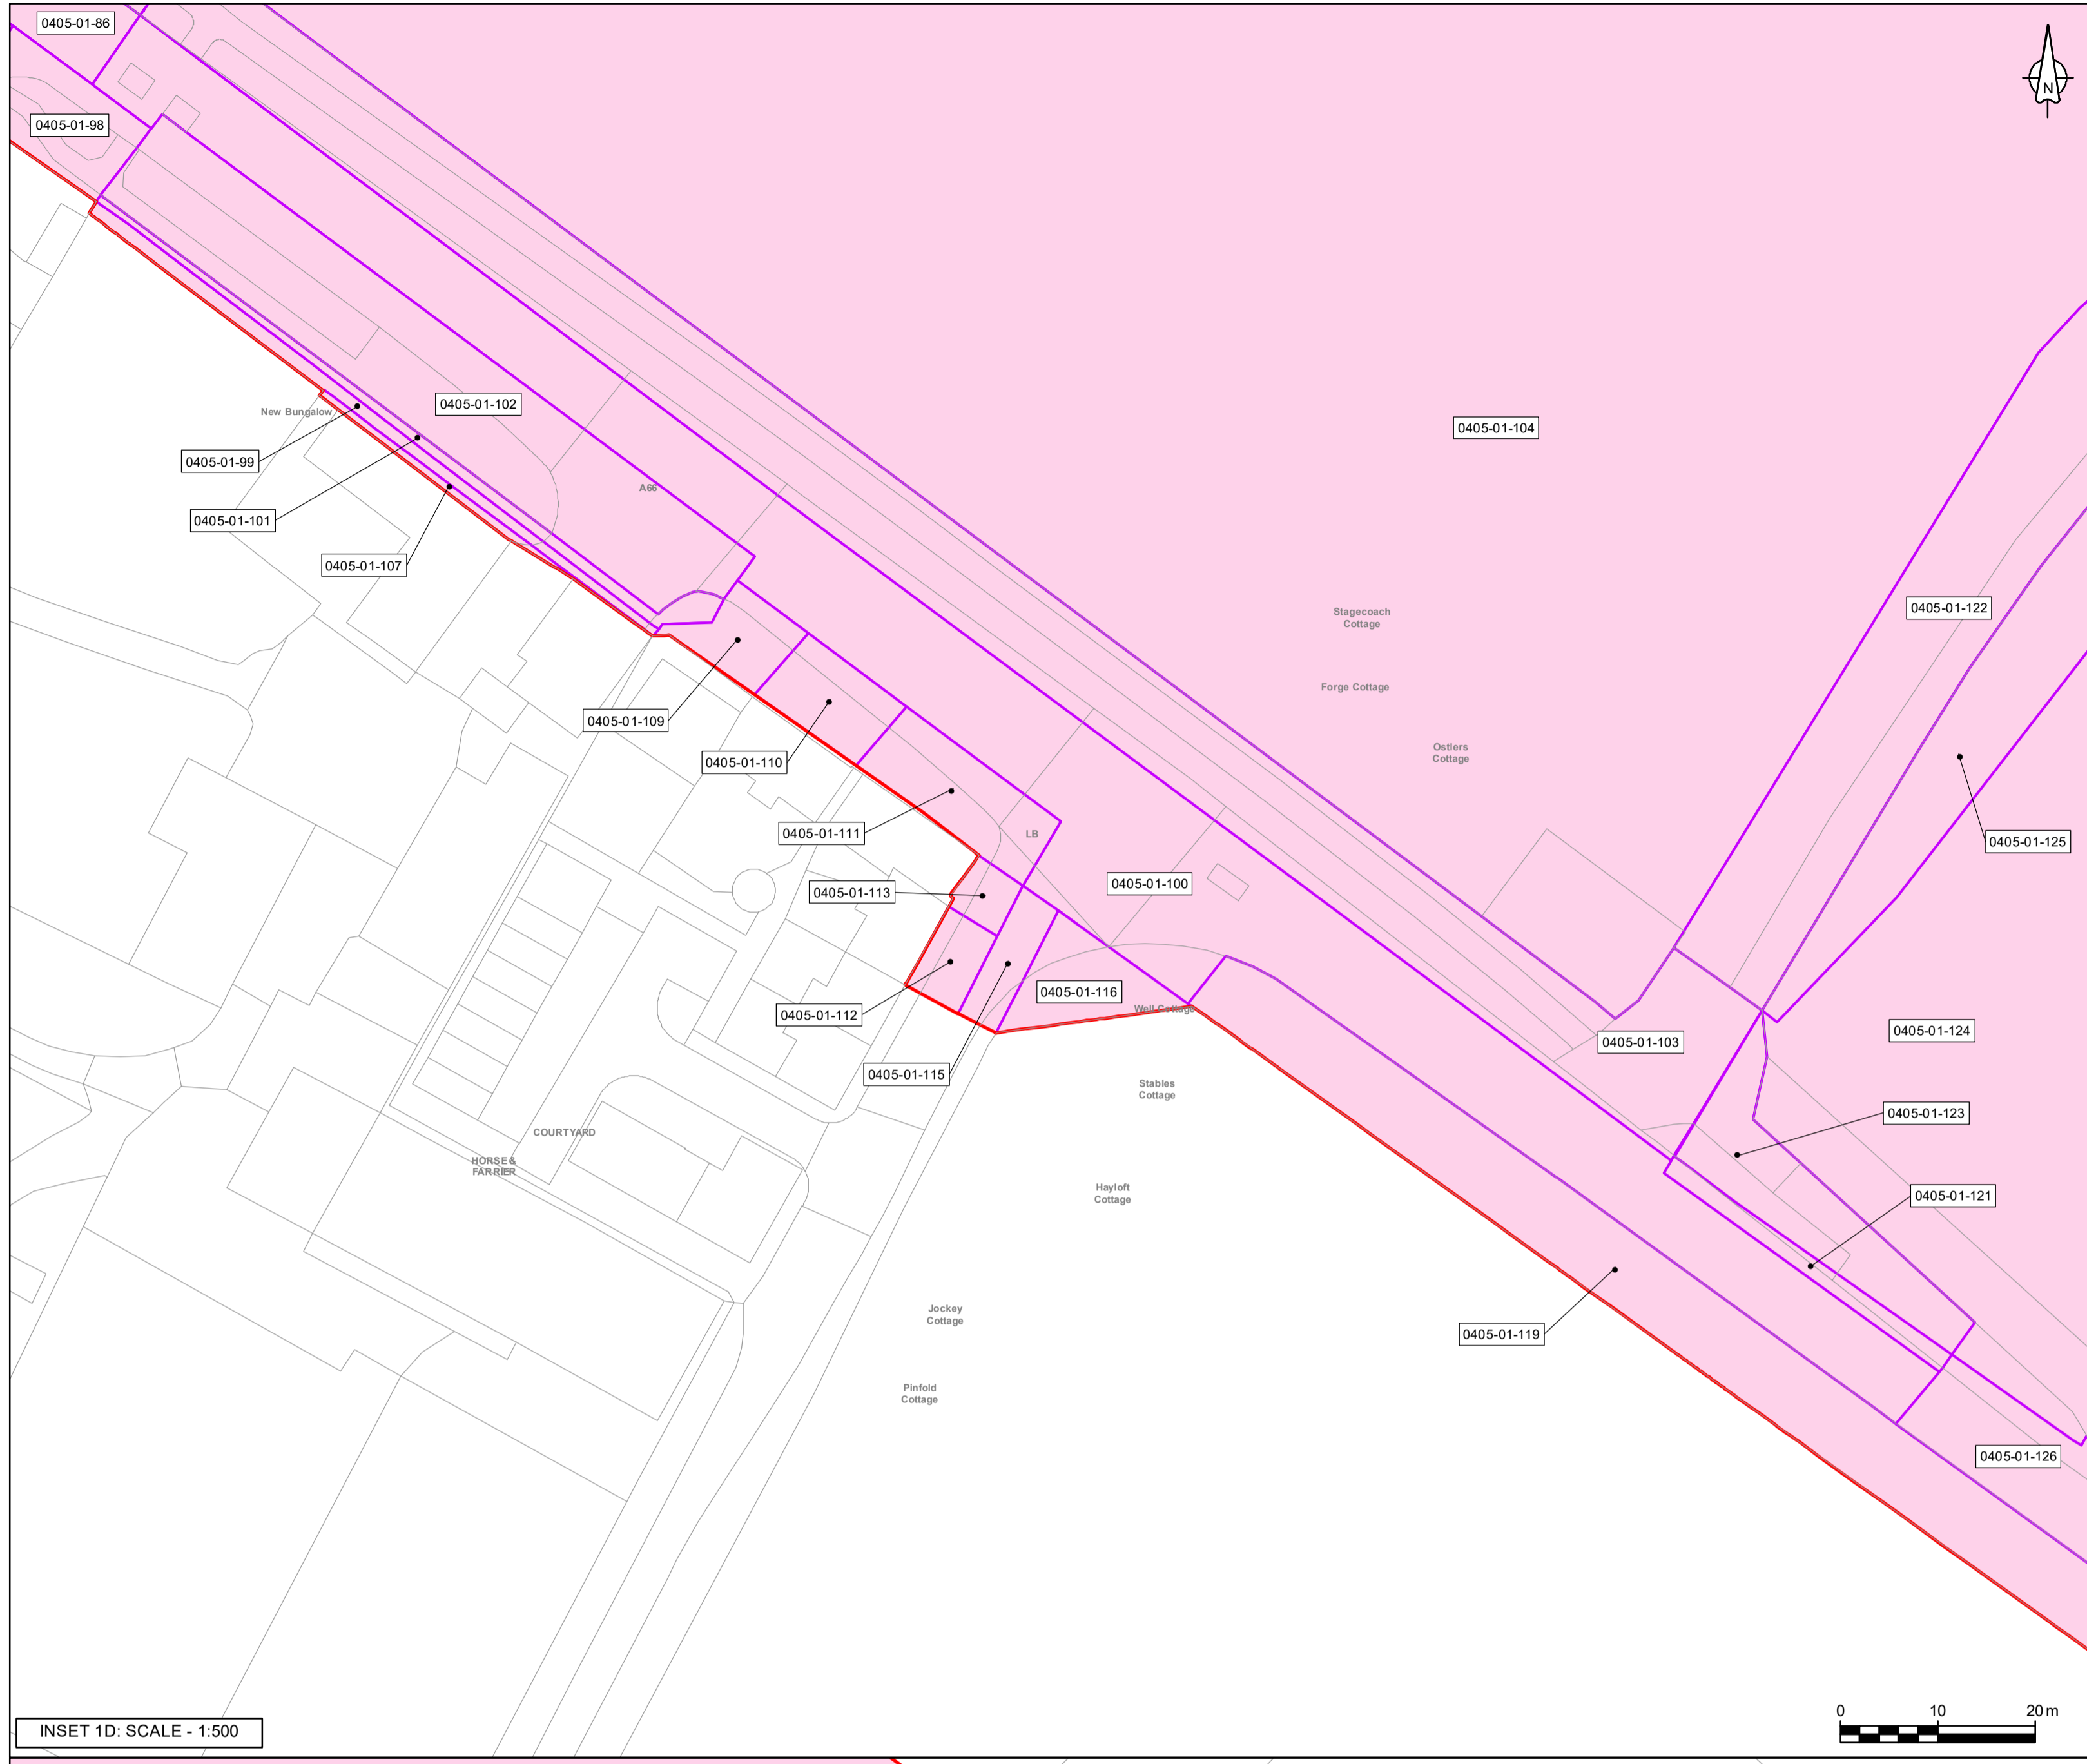 0405-01-86
N
0405-01-98
0405-01-102
New Bungalow
0405-01-104
0405-01-99
A66
0405-01-101
0405-01-107
Stagecoach
Cottage
0405-01-122
Forge Cottage
0405-01-109
Ostlers
Cottage
0405-01-110
0405-01-111
LB
0405-01-125
0405-01-100
0405-01-113
0405-01-116
Well Cottage
0405-01-112
0405-01-124
0405-01-103
0405-01-115
Stables
Cottage
0405-01-123
COURTYARD
HORSE &
FARRIER
Hayloft
Cottage
0405-01-121
Jockey
Cottage
0405-01-119
Pinfold
Cottage
0405-01-126
INSET 1D: SCALE - 1:500
0 10 20 m